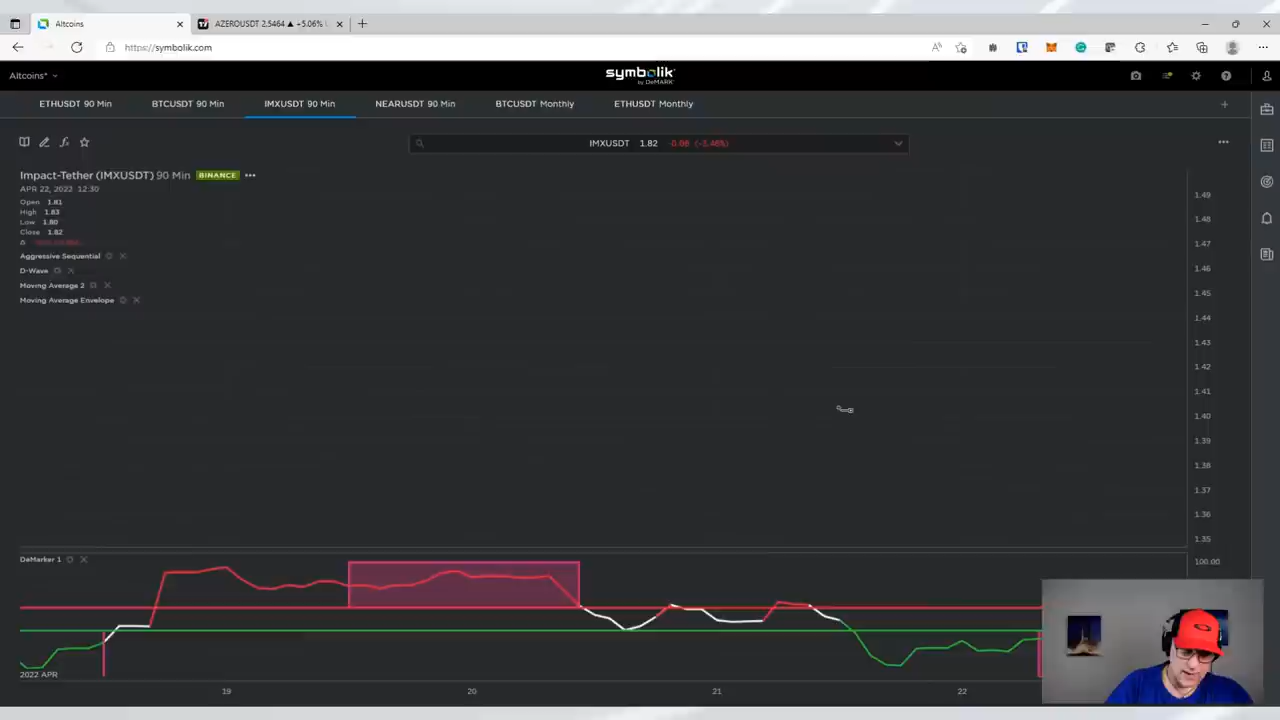 Altcoins
AZEROUSDT 2.5464 ▲ +5.06%
https://symbolik.com
Altcoins*
symbolik
by DeMARK
ETHUSDT 90 Min
BTCUSDT 90 Min
IMXUSDT 90 Min
NEARUSDT 90 Min
BTCUSDT Monthly
ETHUSDT Monthly
IMXUSDT 1.82 -0.06 (-3.46%)
Impact-Tether (IMXUSDT) 90 Min BINANCE
APR 22, 2022 12:30
Open 1.81
High 1.83
Low 1.80
Close 1.82
Aggressive Sequential
D-Wave
Moving Average 2
Moving Average Envelope
1.49
1.48
1.47
1.46
1.45
1.44
1.43
1.42
1.41
1.40
1.39
1.38
1.37
1.36
1.35
DeMarker 1
100.00
2022 APR
19
20
21
22